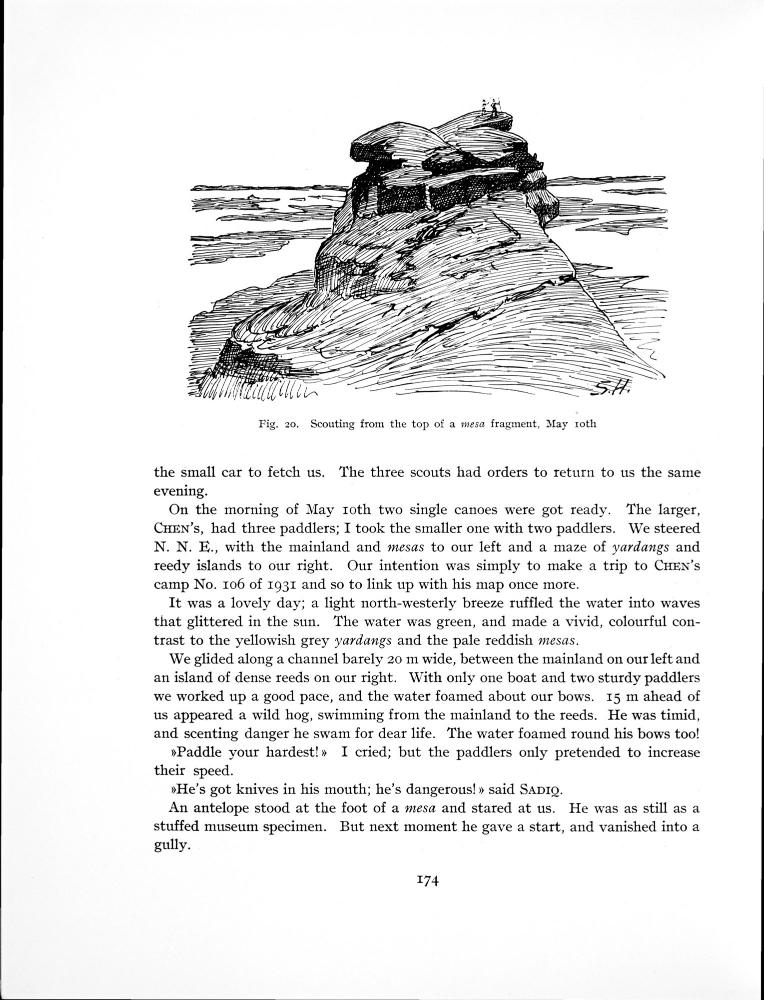 S.H.
Fig. 20. Scouting from the top of a mesa fragment, May 10th
the small car to fetch us. The three scouts had orders to return to us the same
evening.
On the morning of May 10th two single canoes were got ready. The larger,
CHEN's, had three paddlers; I took the smaller one with two paddlers. We steered
N. N. E., with the mainland and mesas to our left and a maze of yardangs and
reedy islands to our right. Our intention was simply to make a trip to CHEN's
camp No. 106 of 1931 and so to link up with his map once more.
It was a lovely day; a light north-westerly breeze ruffled the water into waves
that glittered in the sun. The water was green, and made a vivid, colourful con-
trast to the yellowish grey yardangs and the pale reddish mesas.
We glided along a channel barely 20 m wide, between the mainland on our left and
an island of dense reeds on our right. With only one boat and two sturdy paddlers
we worked up a good pace, and the water foamed about our bows. 15 m ahead of
us appeared a wild hog, swimming from the mainland to the reeds. He was timid,
and scenting danger he swam for dear life. The water foamed round his bows too!
»Paddle your hardest!» I cried; but the paddlers only pretended to increase
their speed.
»He's got knives in his mouth; he's dangerous!» said SADIQ.
An antelope stood at the foot of a mesa and stared at us. He was as still as a
stuffed museum specimen. But next moment he gave a start, and vanished into a
gully.
174